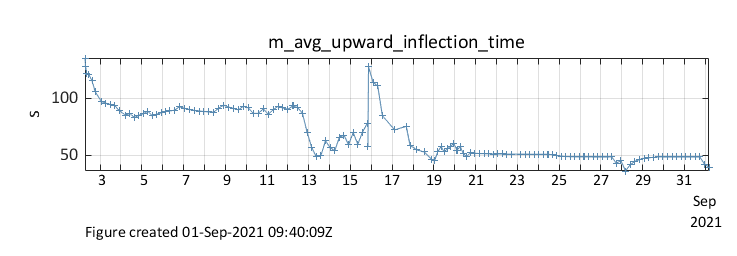 m_avg_upward_inflection_time
s
100
50
3 5 7 9 11 13 15 17 19 21 23 25 27 29 31
Sep
2021
Figure created 01-Sep-2021 09:40:09Z